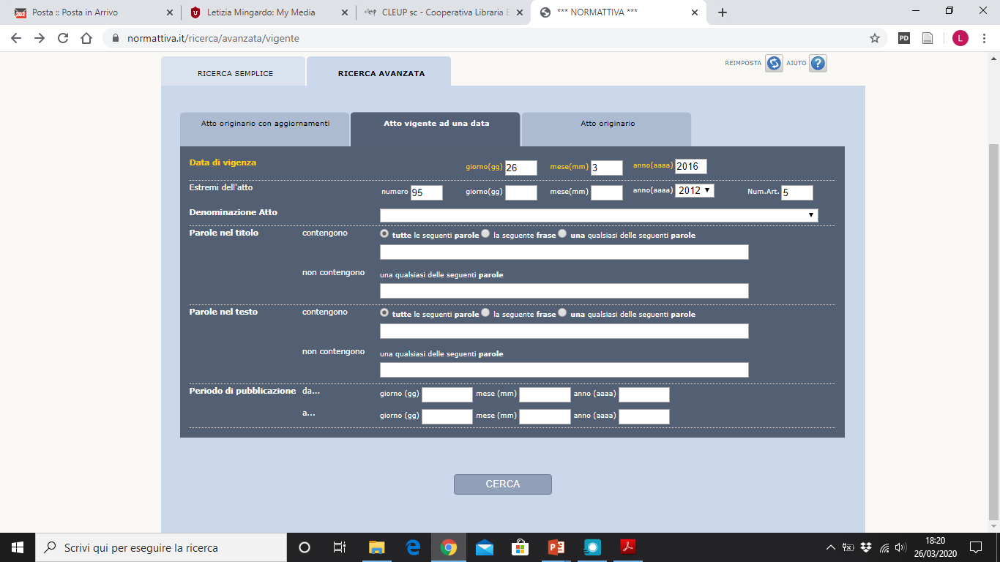 Posta :: Posta in Arrivo
Letizia Mingardo: My Media
CLEUP sc - Cooperativa Libraria E
*** NORMATTIVA ***
normattiva.it/ricerca/avanzata/vigente
PD
L
RICERCA SEMPLICE
RICERCA AVANZATA
REIMPOSTA
AIUTO
Atto originario con aggiornamenti
Atto vigente ad una data
Atto originario
Data di vigenza giorno(gg) 26 mese(mm) 3 anno(aaaa) 2016
Estremi dell'atto numero 95 giorno(gg) mese(mm) anno(aaaa) 2012 Num.Art. 5
Denominazione Atto
Parole nel titolo contengono tutte le seguenti parole la seguente frase una qualsiasi delle seguenti parole
non contengono una qualsiasi delle seguenti parole
Parole nel testo contengono tutte le seguenti parole la seguente frase una qualsiasi delle seguenti parole
non contengono una qualsiasi delle seguenti parole
Periodo di pubblicazione da... giorno (gg) mese (mm) anno (aaaa)
a... giorno (gg) mese (mm) anno (aaaa)
CERCA
Scrivi qui per eseguire la ricerca
18:20
26/03/2020